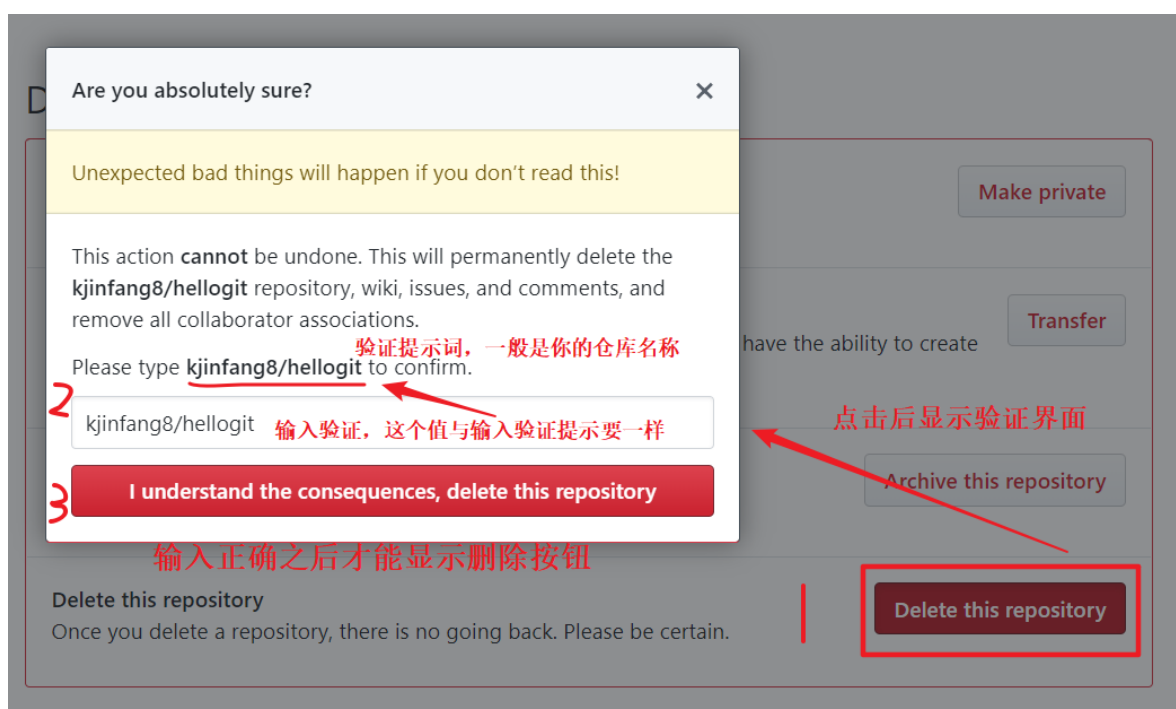 Are you absolutely sure?
×
D
Unexpected bad things will happen if you don't read this!
Make private
This action cannot be undone. This will permanently delete the
kjinfang8/hellogit repository, wiki, issues, and comments, and
remove all collaborator associations.
Transfer
have the ability to create
验证提示词，一般是你的仓库名称
Please type kjinfang8/hellogit to confirm.
2
kjinfang8/hellogit
输入验证，这个值与输入验证提示要一样
点击后显示验证界面
3
I understand the consequences, delete this repository
Archive this repository
输入正确之后才能显示删除按钮
Delete this repository
Once you delete a repository, there is no going back. Please be certain.
1
Delete this repository